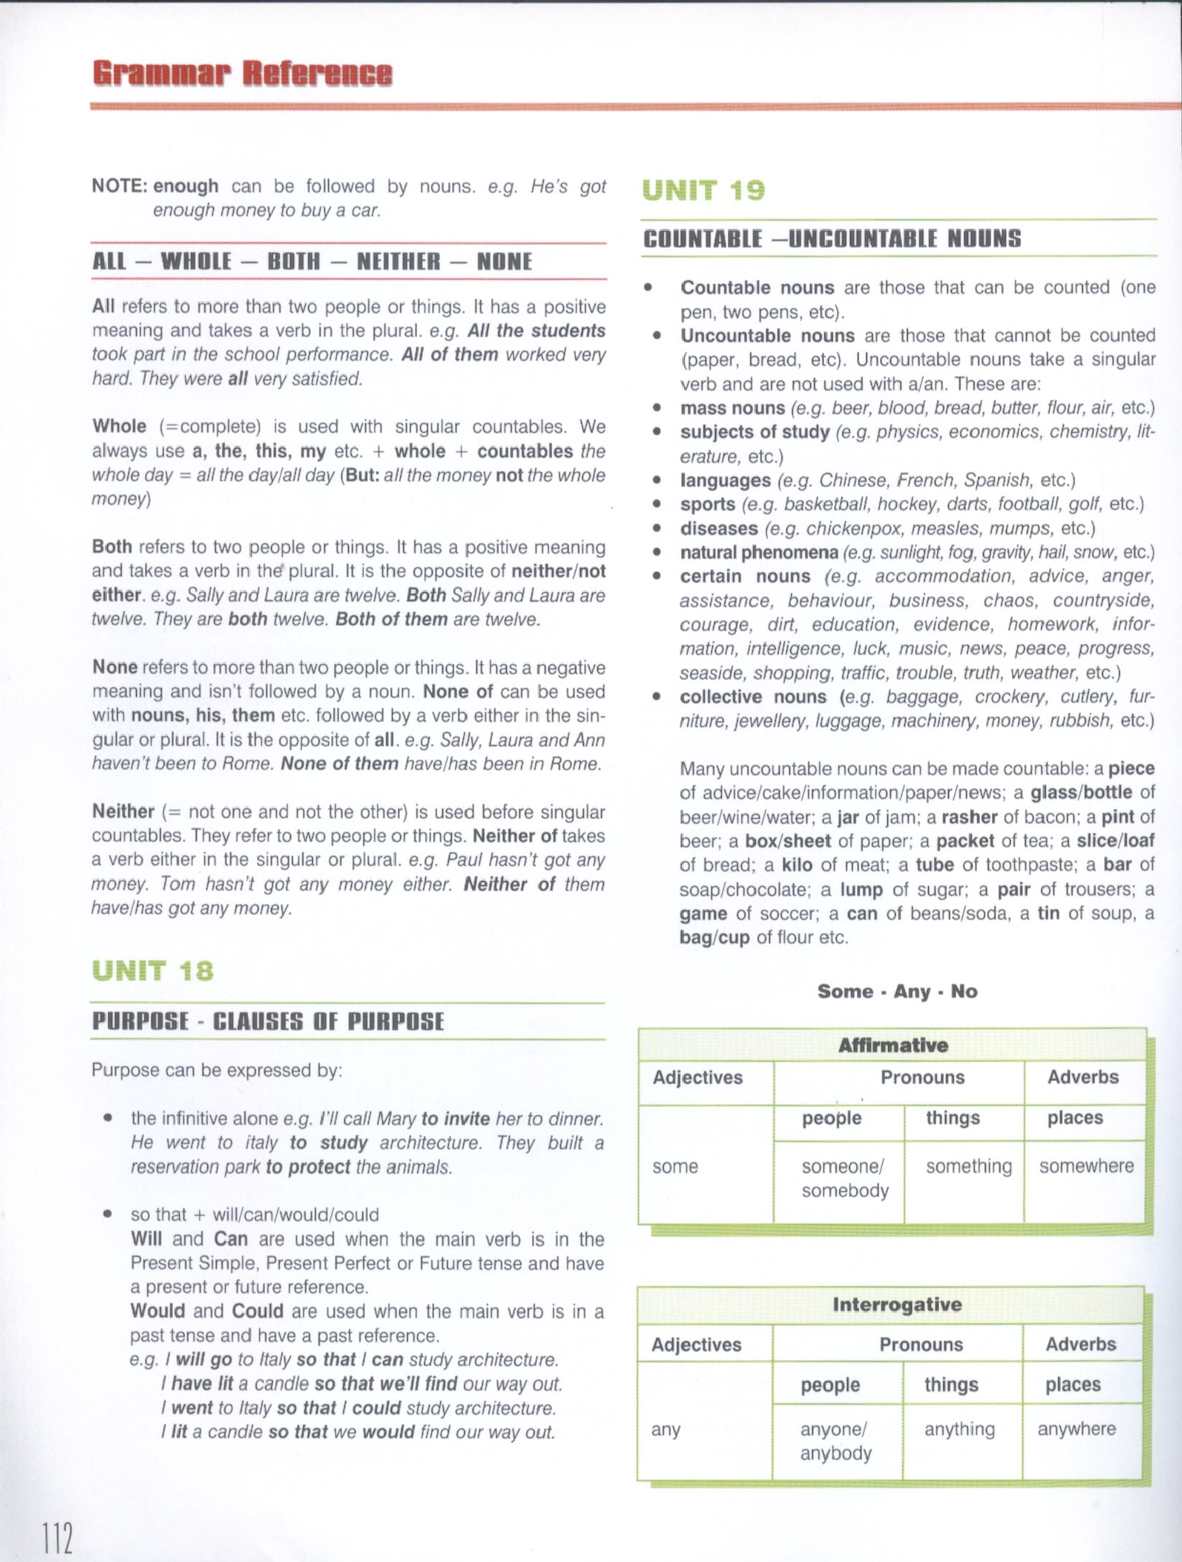 Grammar Reference
NOTE: enough can be followed by nouns. e.g. He's got
enough money to buy a car.
ALL – WHOLE – BOTH – NEITHER – NONE
All refers to more than two people or things. It has a positive
meaning and takes a verb in the plural. e.g. All the students
took part in the school performance. All of them worked very
hard. They were all very satisfied.
Whole (=complete) is used with singular countables. We
always use a, the, this, my etc. + whole + countables the
whole day = all the day/all day (But: all the money not the whole
money)
Both refers to two people or things. It has a positive meaning
and takes a verb in the plural. It is the opposite of neither/not
either. e.g. Sally and Laura are twelve. Both Sally and Laura are
twelve. They are both twelve. Both of them are twelve.
None refers to more than two people or things. It has a negative
meaning and isn't followed by a noun. None of can be used
with nouns, his, them etc. followed by a verb either in the sin-
gular or plural. It is the opposite of all. e.g. Sally, Laura and Ann
haven't been to Rome. None of them have/has been in Rome.
Neither (= not one and not the other) is used before singular
countables. They refer to two people or things. Neither of takes
a verb either in the singular or plural. e.g. Paul hasn't got any
money. Tom hasn't got any money either. Neither of them
have/has got any money.
UNIT 18
PURPOSE - CLAUSES OF PURPOSE
Purpose can be expressed by:
• the infinitive alone e.g. I'll call Mary to invite her to dinner.
He went to italy to study architecture. They built a
reservation park to protect the animals.
• so that + will/can/would/could
Will and Can are used when the main verb is in the
Present Simple, Present Perfect or Future tense and have
a present or future reference.
Would and Could are used when the main verb is in a
past tense and have a past reference.
e.g. I will go to Italy so that I can study architecture.
I have lit a candle so that we'll find our way out.
I went to Italy so that I could study architecture.
I lit a candle so that we would find our way out.
112
UNIT 19
COUNTABLE –UNCOUNTABLE NOUNS
• Countable nouns are those that can be counted (one
pen, two pens, etc).
• Uncountable nouns are those that cannot be counted
(paper, bread, etc). Uncountable nouns take a singular
verb and are not used with a/an. These are:
• mass nouns (e.g. beer, blood, bread, butter, flour, air, etc.)
• subjects of study (e.g. physics, economics, chemistry, lit-
erature, etc.)
• languages (e.g. Chinese, French, Spanish, etc.)
• sports (e.g. basketball, hockey, darts, football, golf, etc.)
• diseases (e.g. chickenpox, measles, mumps, etc.)
• natural phenomena (e.g. sunlight, fog, gravity, hail, snow, etc.)
• certain nouns (e.g. accommodation, advice, anger,
assistance, behaviour, business, chaos, countryside,
courage, dirt, education, evidence, homework, infor-
mation, intelligence, luck, music, news, peace, progress,
seaside, shopping, traffic, trouble, truth, weather, etc.)
• collective nouns (e.g. baggage, crockery, cutlery, fur-
niture, jewellery, luggage, machinery, money, rubbish, etc.)
Many uncountable nouns can be made countable: a piece
of advice/cake/information/paper/news; a glass/bottle of
beer/wine/water; a jar of jam; a rasher of bacon; a pint of
beer; a box/sheet of paper; a packet of tea; a slice/loaf
of bread; a kilo of meat; a tube of toothpaste; a bar of
soap/chocolate; a lump of sugar; a pair of trousers; a
game of soccer; a can of beans/soda, a tin of soup, a
bag/cup of flour etc.
Some - Any - No
Affirmative
Adjectives Pronouns Adverbs
people things places
some someone/ something somewhere
somebody
Interrogative
Adjectives Pronouns Adverbs
people things places
any anyone/ anything anywhere
anybody